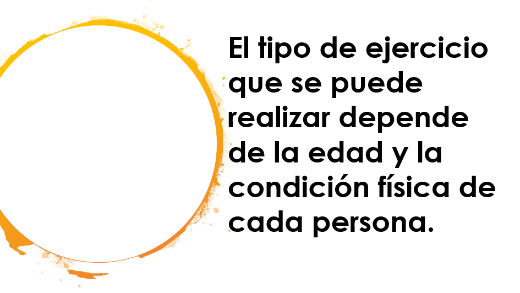 El tipo de ejercicio
que se puede
realizar depende
de la edad y la
condición física de
cada persona.